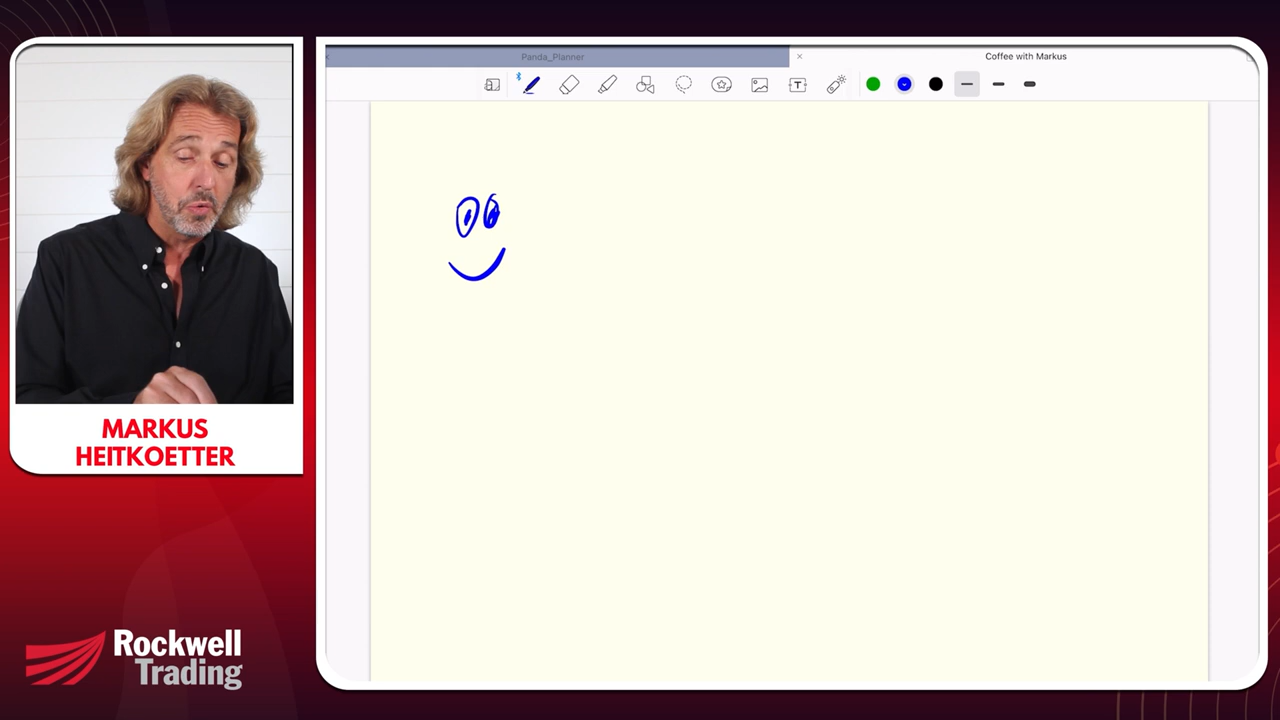 Panda_Planner
Coffee with Markus
T
MARKUS
HEITKOETTER
Rockwell
Trading